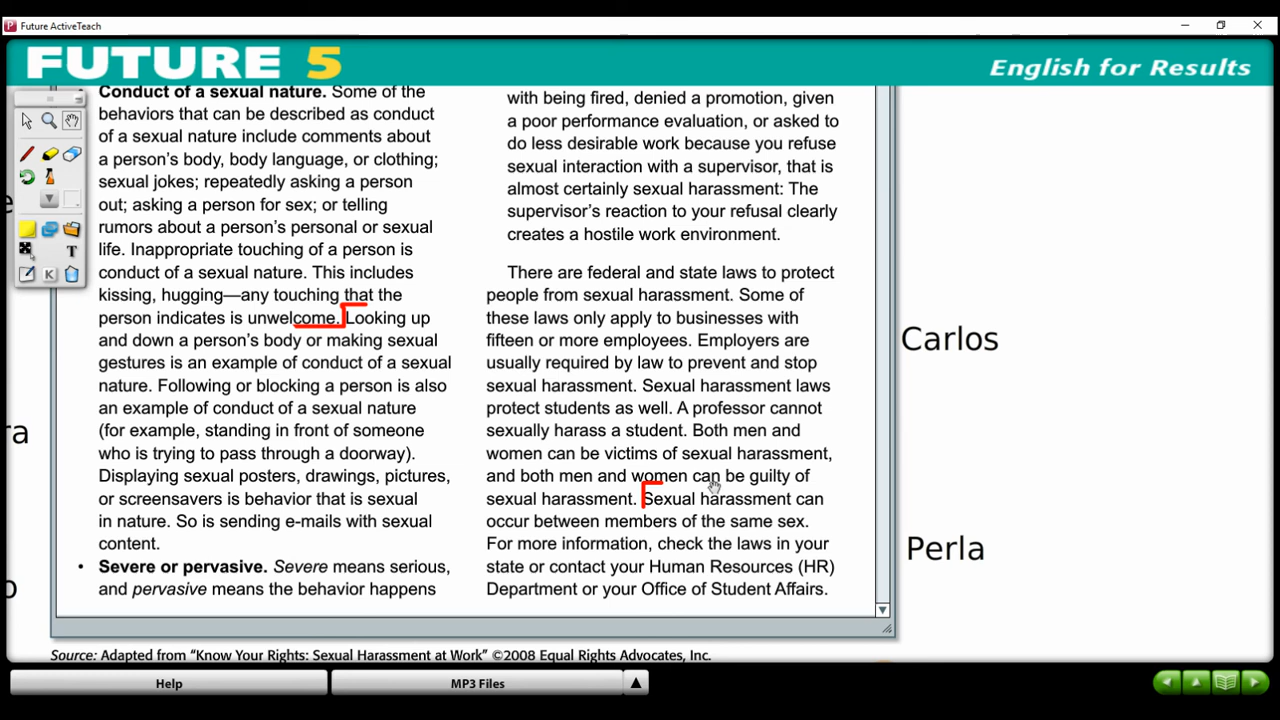 Future ActiveTeach
FUTURE 5
English for Results
Conduct of a sexual nature. Some of the
behaviors that can be described as conduct
of a sexual nature include comments about
a person's body, body language, or clothing;
sexual jokes; repeatedly asking a person
out; asking a person for sex; or telling
rumors about a person's personal or sexual
life. Inappropriate touching of a person is
conduct of a sexual nature. This includes
kissing, hugging—any touching that the
person indicates is unwelcome. Looking up
and down a person's body or making sexual
gestures is an example of conduct of a sexual
nature. Following or blocking a person is also
an example of conduct of a sexual nature
(for example, standing in front of someone
who is trying to pass through a doorway).
Displaying sexual posters, drawings, pictures,
or screensavers is behavior that is sexual
in nature. So is sending e-mails with sexual
content.
• Severe or pervasive. Severe means serious,
and pervasive means the behavior happens
with being fired, denied a promotion, given
a poor performance evaluation, or asked to
do less desirable work because you refuse
sexual interaction with a supervisor, that is
almost certainly sexual harassment: The
supervisor's reaction to your refusal clearly
creates a hostile work environment.
There are federal and state laws to protect
people from sexual harassment. Some of
these laws only apply to businesses with
fifteen or more employees. Employers are
usually required by law to prevent and stop
sexual harassment. Sexual harassment laws
protect students as well. A professor cannot
sexually harass a student. Both men and
women can be victims of sexual harassment,
and both men and women can be guilty of
sexual harassment. Sexual harassment can
occur between members of the same sex.
For more information, check the laws in your
state or contact your Human Resources (HR)
Department or your Office of Student Affairs.
Carlos
Perla
Source: Adapted from "Know Your Rights: Sexual Harassment at Work" ©2008 Equal Rights Advocates, Inc.
Help
MP3 Files